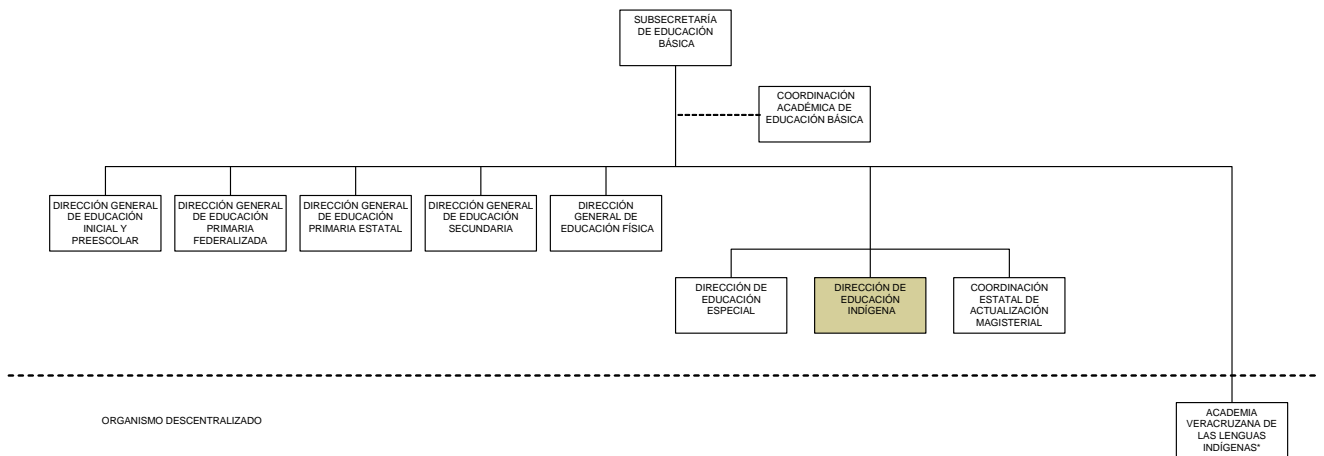 SUBSECRETARÍA
DE EDUCACIÓN
BÁSICA
COORDINACIÓN
ACADÉMICA DE
EDUCACIÓN BÁSICA
DIRECCIÓN GENERAL
DE EDUCACIÓN
INICIAL Y
PREESCOLAR
DIRECCIÓN GENERAL
DE EDUCACIÓN
PRIMARIA
FEDERALIZADA
DIRECCIÓN GENERAL
DE EDUCACIÓN
PRIMARIA ESTATAL
DIRECCIÓN GENERAL
DE EDUCACIÓN
SECUNDARIA
DIRECCIÓN
GENERAL DE
EDUCACIÓN FÍSICA
DIRECCIÓN DE
EDUCACIÓN
ESPECIAL
DIRECCIÓN DE
EDUCACIÓN
INDÍGENA
COORDINACIÓN
ESTATAL DE
ACTUALIZACIÓN
MAGISTERIAL
ORGANISMO DESCENTRALIZADO
ACADEMIA
VERACRUZANA DE
LAS LENGUAS
INDÍGENAS*